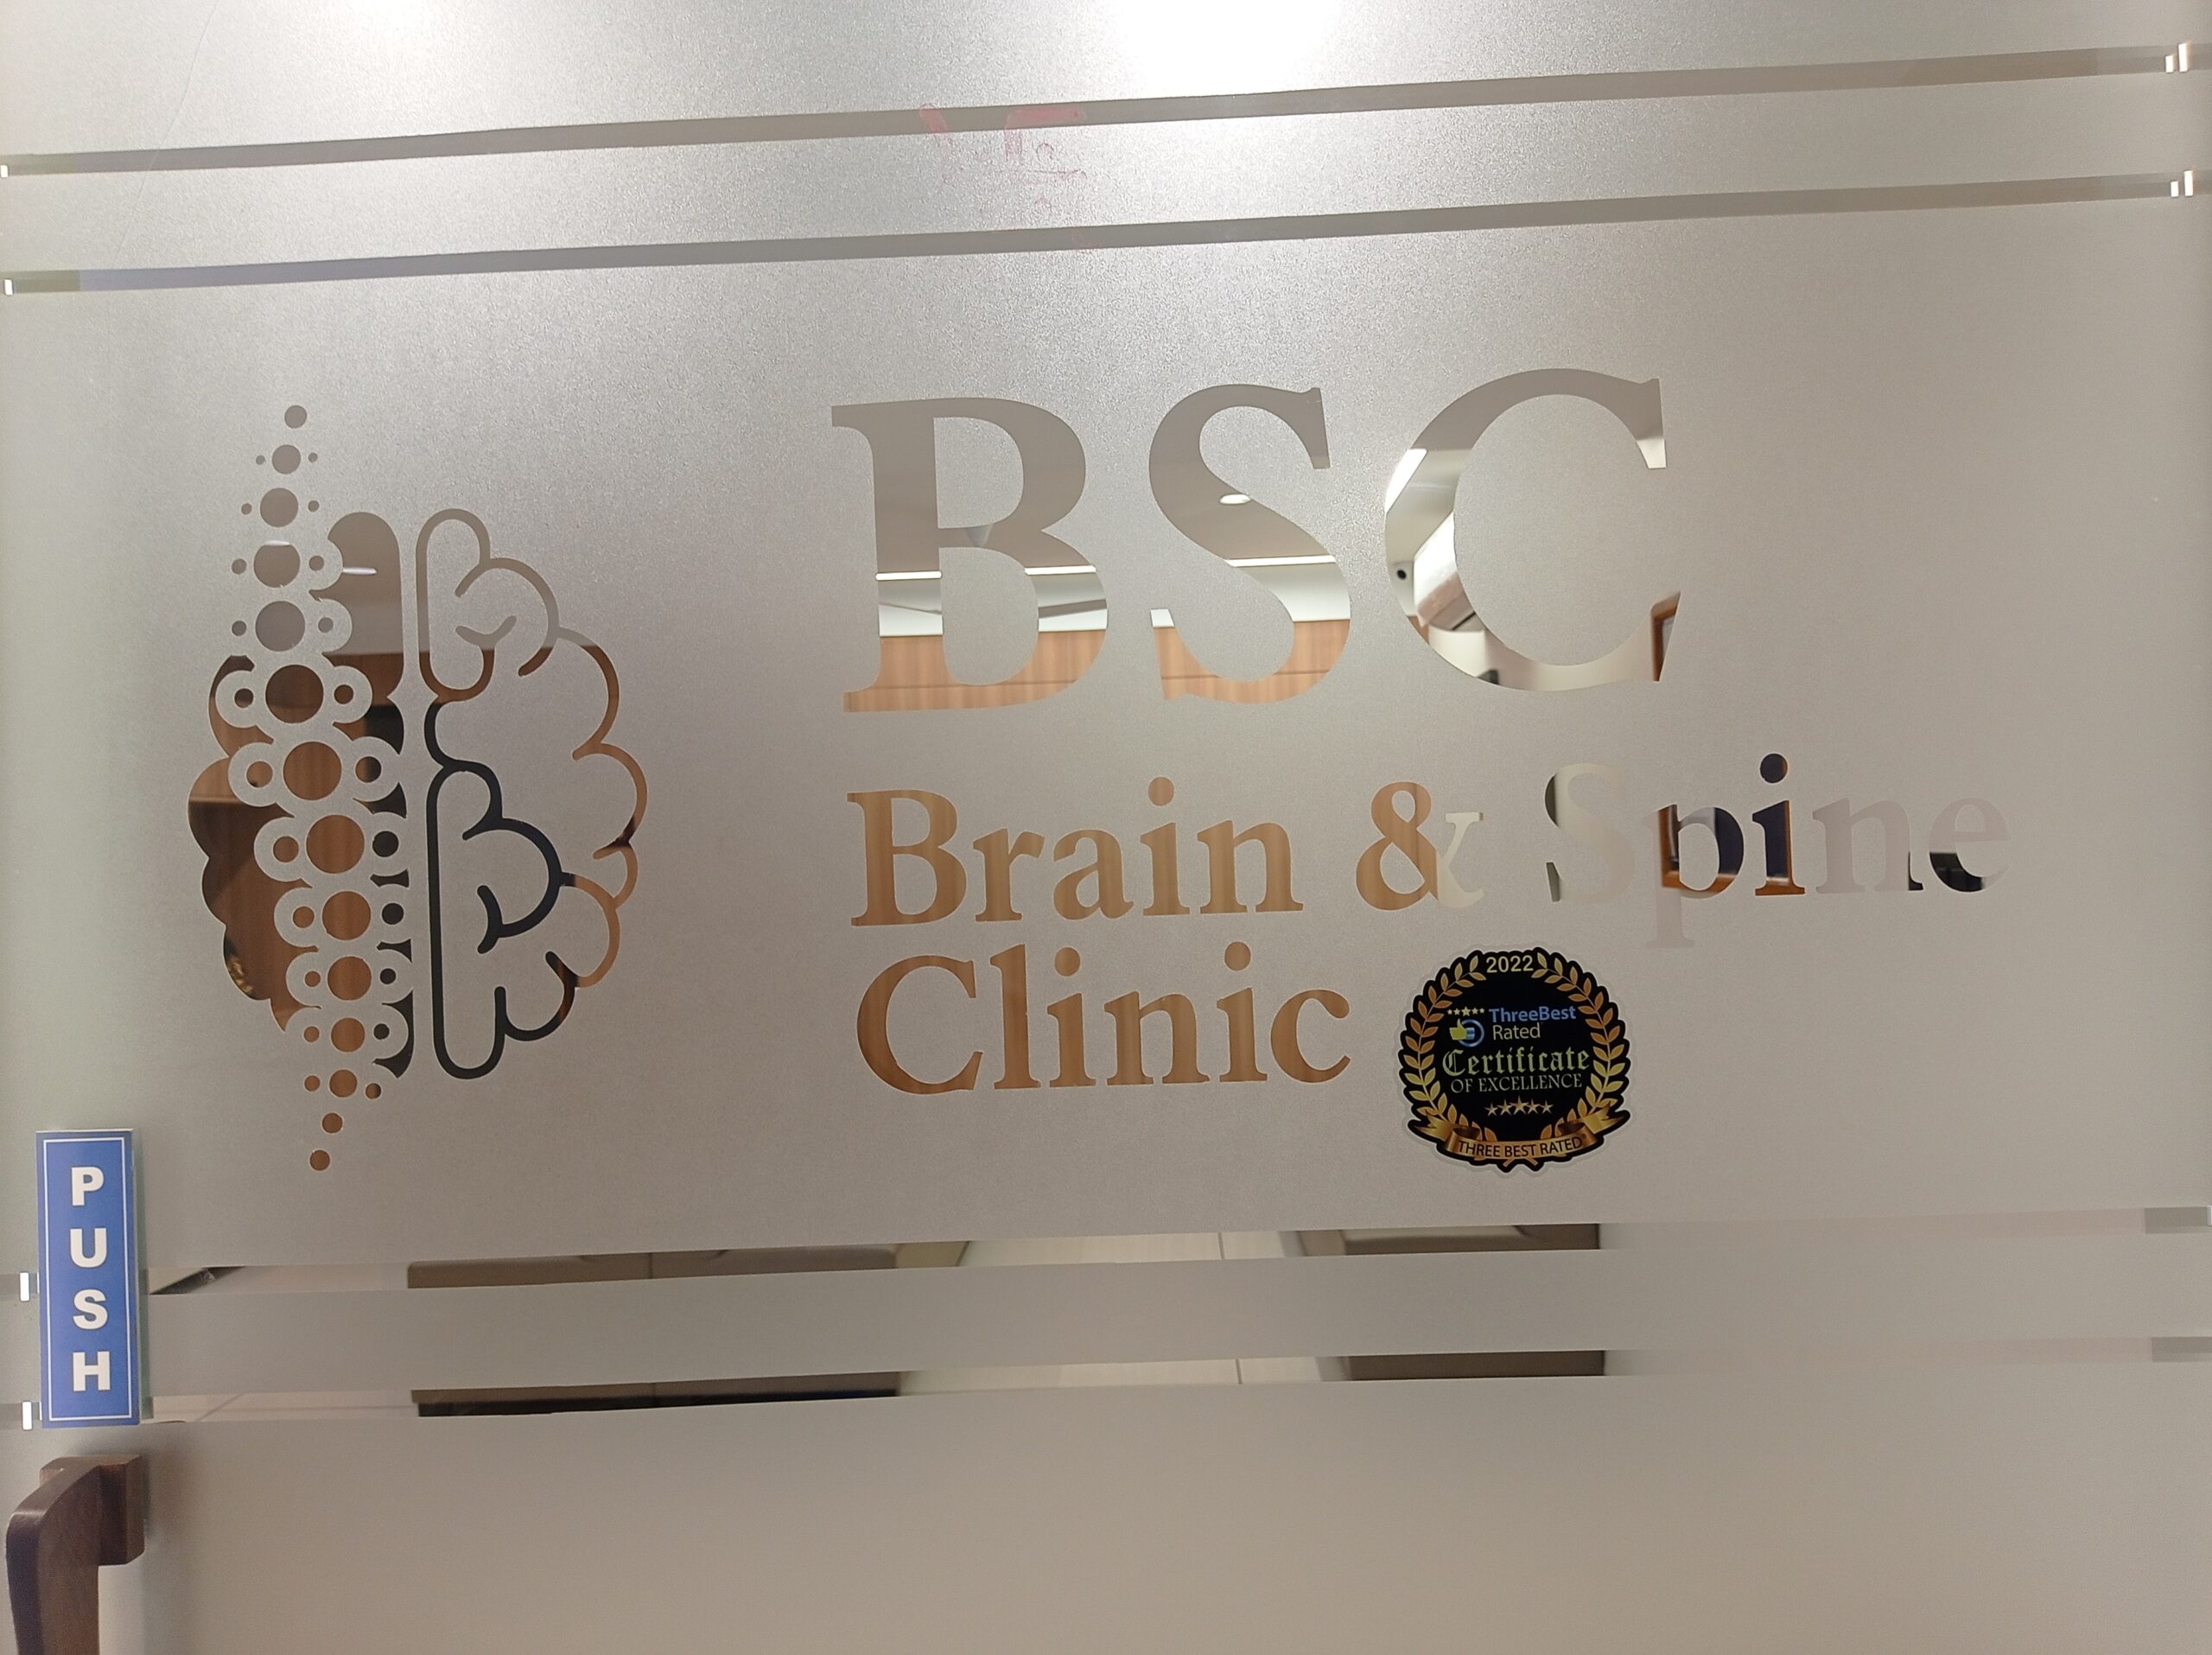 BSC
Brain & Spine
Clinic
2022
ThreeBest
Rated
Certificate
OF EXCELLENCE
THREE BEST RATED
PUSH